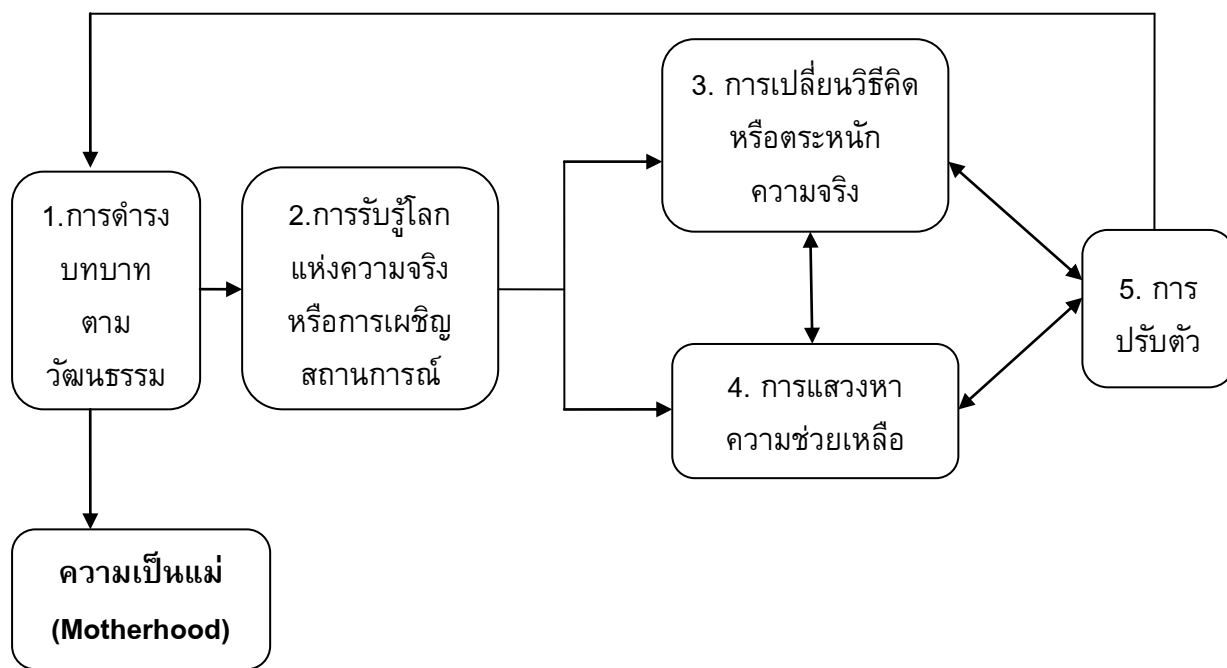 1.การดำรง
บทบาท
ตาม
วัฒนธรรม
2.การรับรู้โลก
แห่งความจริง
หรือการเผชิญ
สถานการณ์
3. การเปลี่ยนวิธีคิด
หรือตระหนัก
ความจริง
4. การแสวงหา
ความช่วยเหลือ
5. การ
ปรับตัว
ความเป็นแม่
(Motherhood)